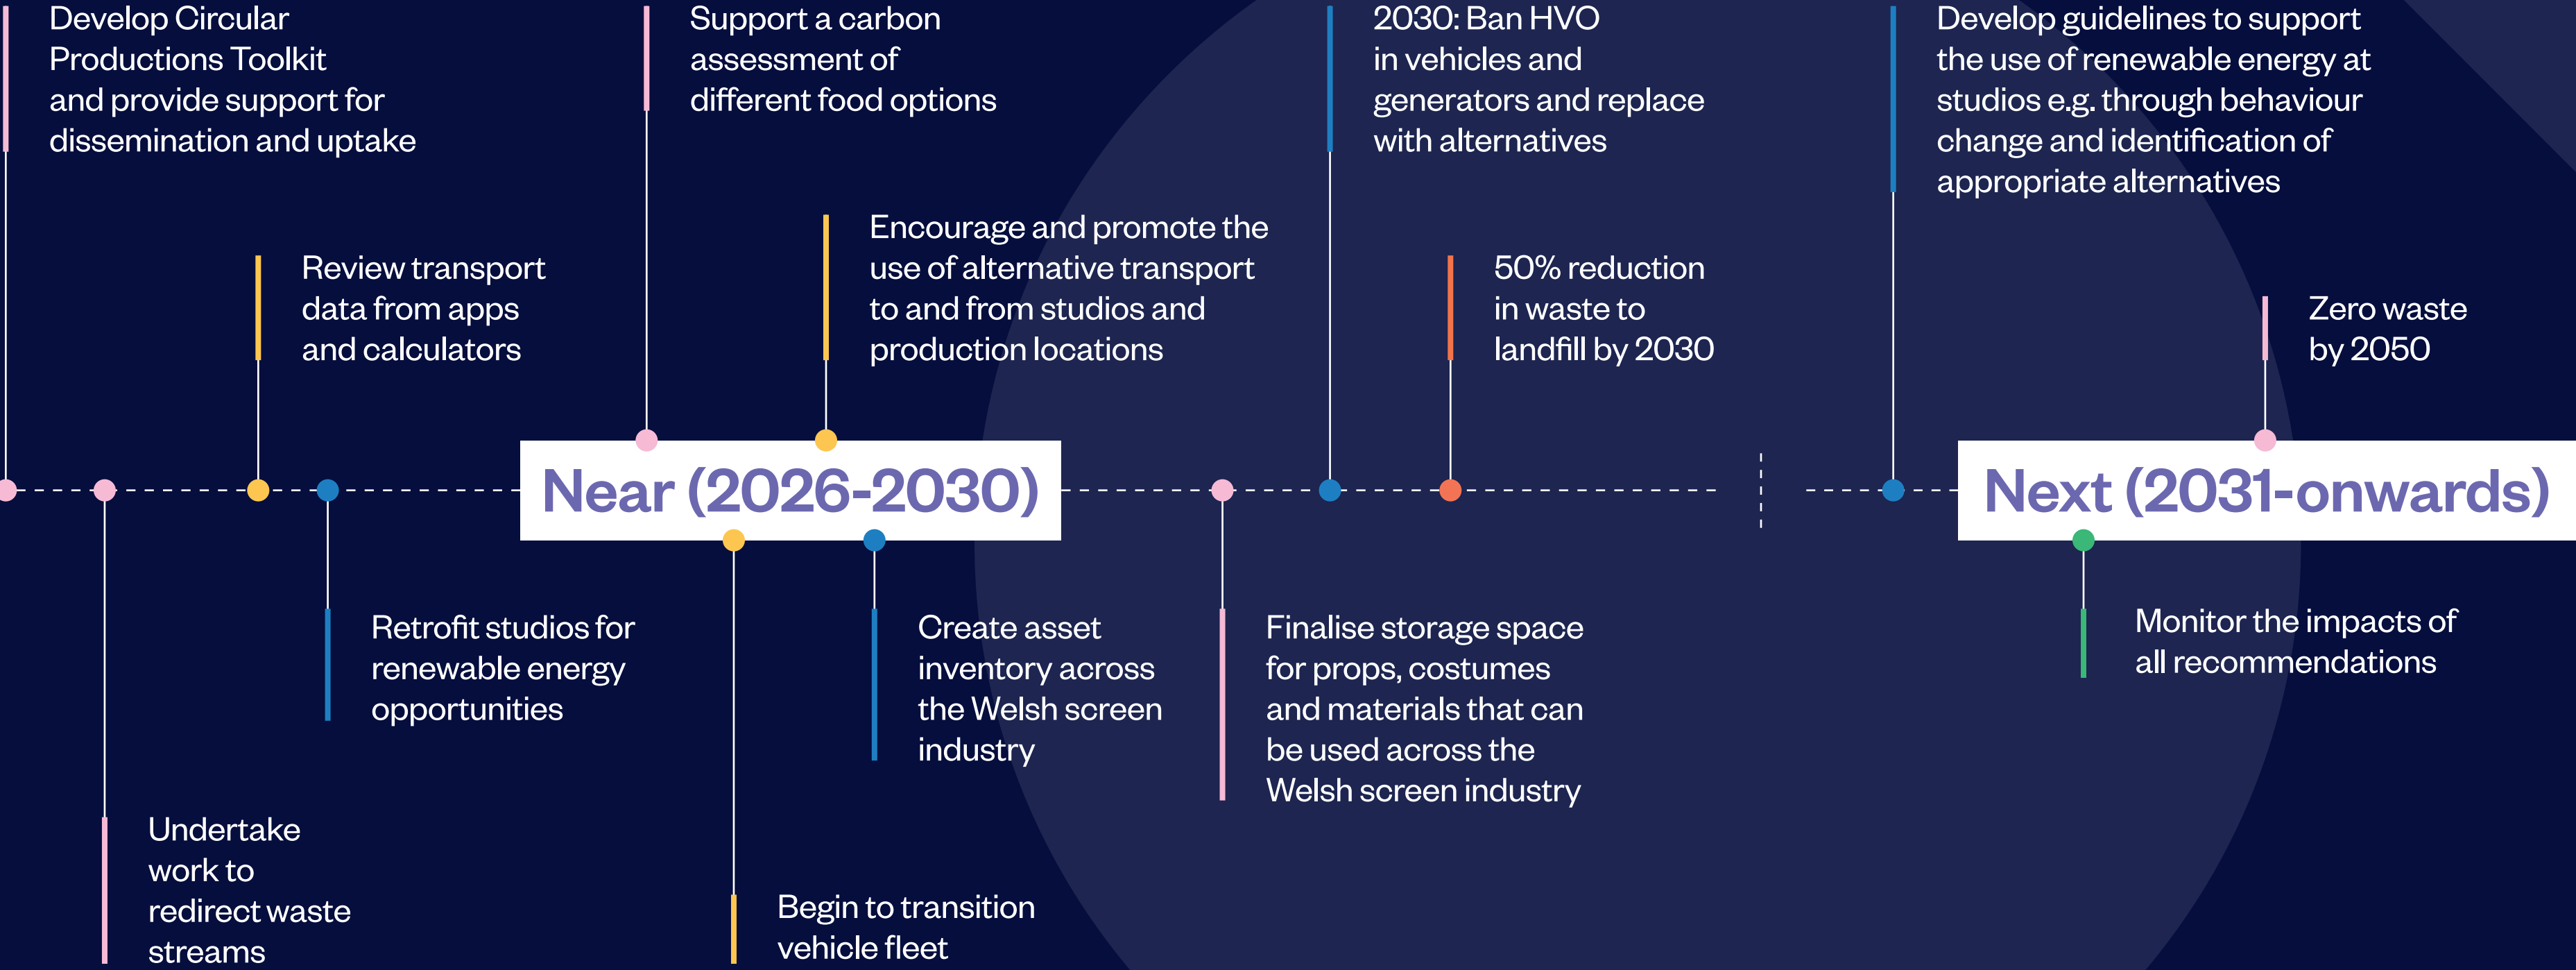 Develop Circular
Productions Toolkit
and provide support for
dissemination and uptake
Support a carbon
assessment of
different food options
2030: Ban HVO
in vehicles and
generators and replace
with alternatives
Develop guidelines to support
the use of renewable energy at
studios e.g. through behaviour
change and identification of
appropriate alternatives
Review transport
data from apps
and calculators
Encourage and promote the
use of alternative transport
to and from studios and
production locations
50% reduction
in waste to
landfill by 2030
Zero waste
by 2050
Near (2026-2030)
Next (2031-onwards)
Retrofit studios for
renewable energy
opportunities
Create asset
inventory across
the Welsh screen
industry
Finalise storage space
for props, costumes
and materials that can
be used across the
Welsh screen industry
Monitor the impacts of
all recommendations
Undertake
work to
redirect waste
streams
Begin to transition
vehicle fleet